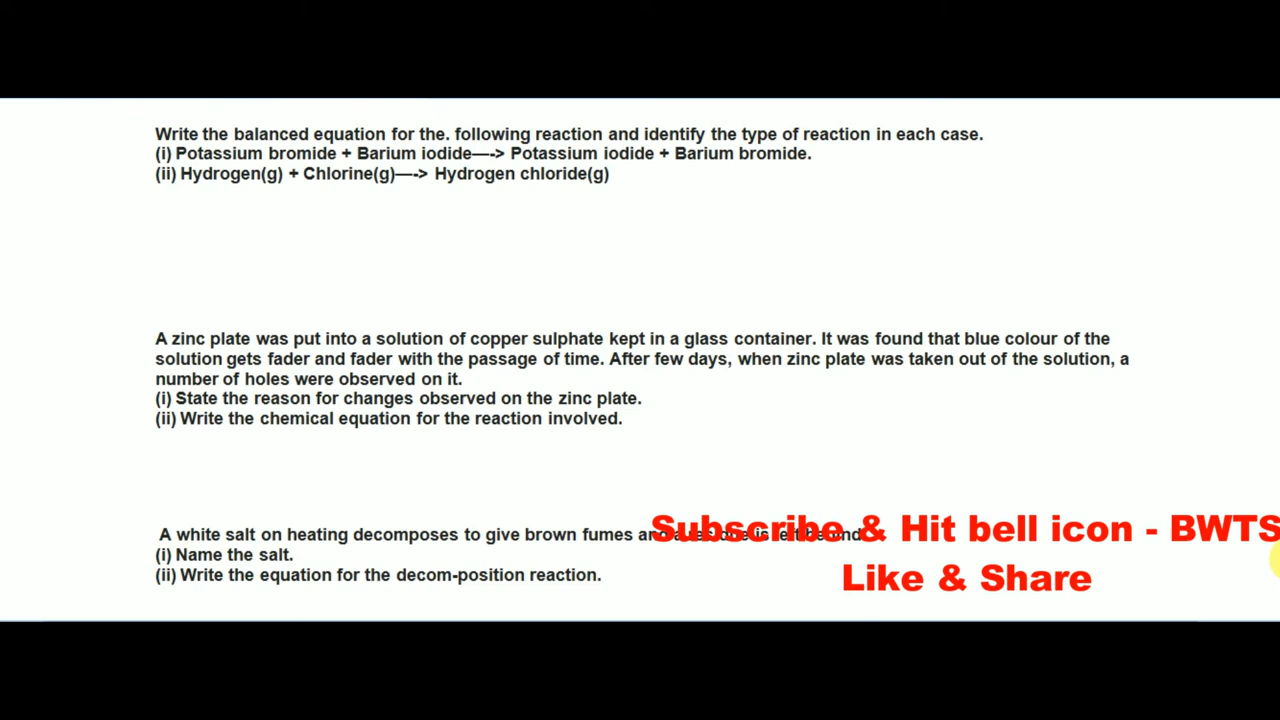 Write the balanced equation for the. following reaction and identify the type of reaction in each case.
(i) Potassium bromide + Barium iodide—-> Potassium iodide + Barium bromide.
(ii) Hydrogen(g) + Chlorine(g)—-> Hydrogen chloride(g)
A zinc plate was put into a solution of copper sulphate kept in a glass container. It was found that blue colour of the
solution gets fader and fader with the passage of time. After few days, when zinc plate was taken out of the solution, a
number of holes were observed on it.
(i) State the reason for changes observed on the zinc plate.
(ii) Write the chemical equation for the reaction involved.
A white salt on heating decomposes to give brown fumes and
Subscribe & Hit bell icon - BWTS
(i) Name the salt.
(ii) Write the equation for the decom-position reaction.
Like & Share